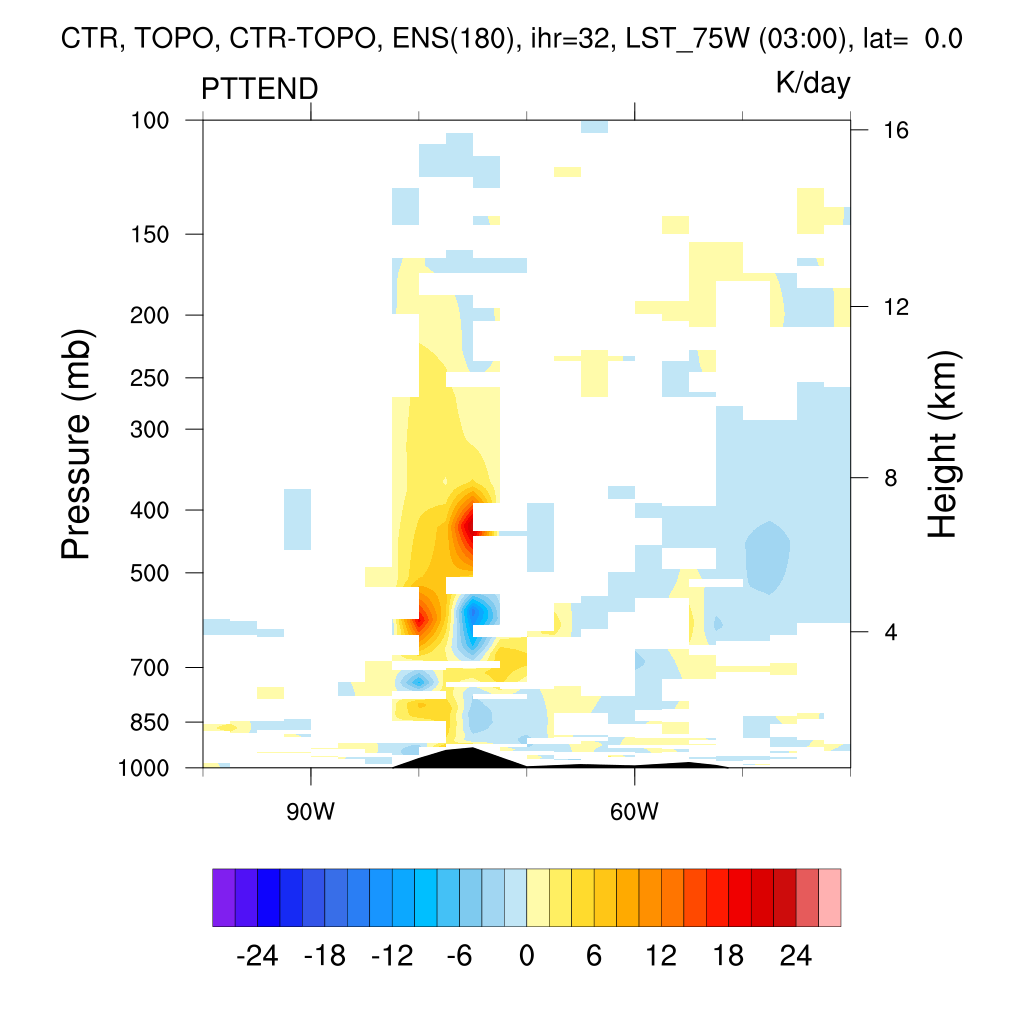 CTR, TOPO, CTR-TOPO, ENS(180), ihr=32, LST_75W (03:00), lat=  0.0
PTTEND K/day
100
150
200
250
300
400
500
700
850
1000
Pressure (mb)
16
12
8
4
Height (km)
90W 60W
-24 -18 -12 -6 0 6 12 18 24